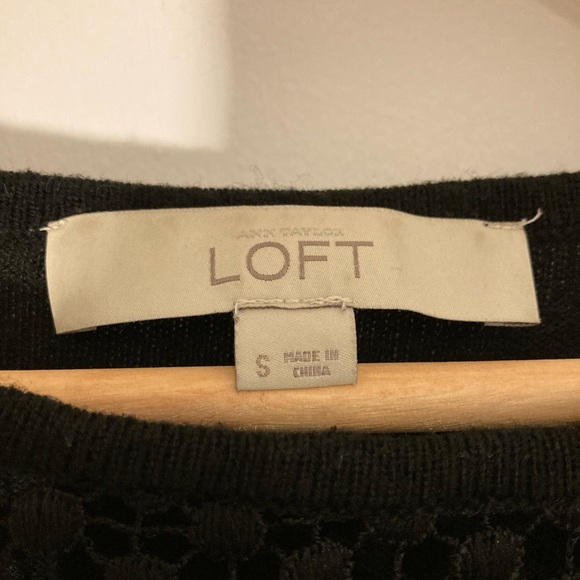 ANN TAYLOR
LOFT
S
MADE IN
CHINA